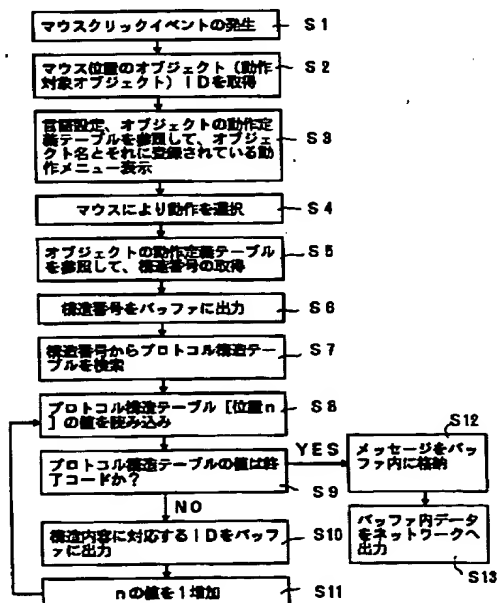 マウスクリックイベントの発生 S1
マウス位置のオブジェクト（動作
対象オブジェクト）IDを取得 S2
言語設定、オブジェクトの動作定
義テーブルを参照して、オブジェ
クト名とそれに登録されている動
作メニュー表示 S3
マウスにより動作を選択 S4
オブジェクトの動作定義テーブル
を参照して、構造番号の取得 S5
構造番号をバッファに出力 S6
構造番号からプロトコル構造テー
ブルを検索 S7
プロトコル構造テーブル［位置n
］の値を読み込み S8
プロトコル構造テーブルの値は終
了コードか？ S9
YES
NO
構造内容に対応するIDをバッフ
ァに出力 S10
nの値を1増加 S11
S12
メッセージをバッ
ファ内に格納
バッファ内データ
をネットワークへ
出力
S13